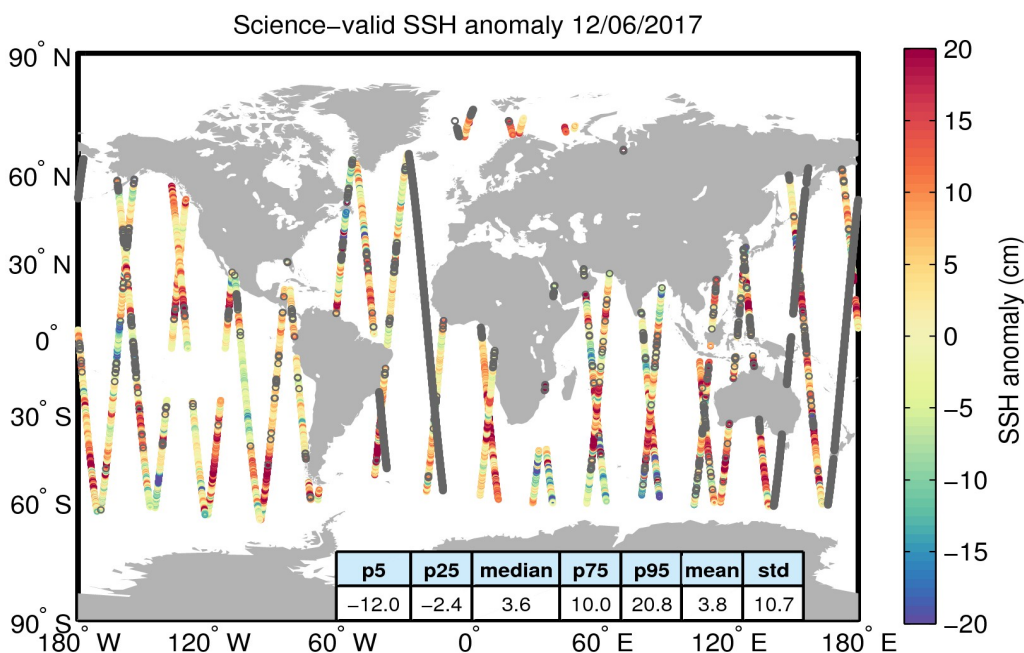 Science−valid SSH anomaly 12/06/2017
90° N
60° N
30° N
0°
30° S
60° S
90° S
180° W
120° W
60° W
0°
60° E
120° E
180° E
p5 p25 median p75 p95 mean std
−12.0 −2.4 3.6 10.0 20.8 3.8 10.7
20
15
10
5
0
−5
−10
−15
−20
SSH anomaly (cm)